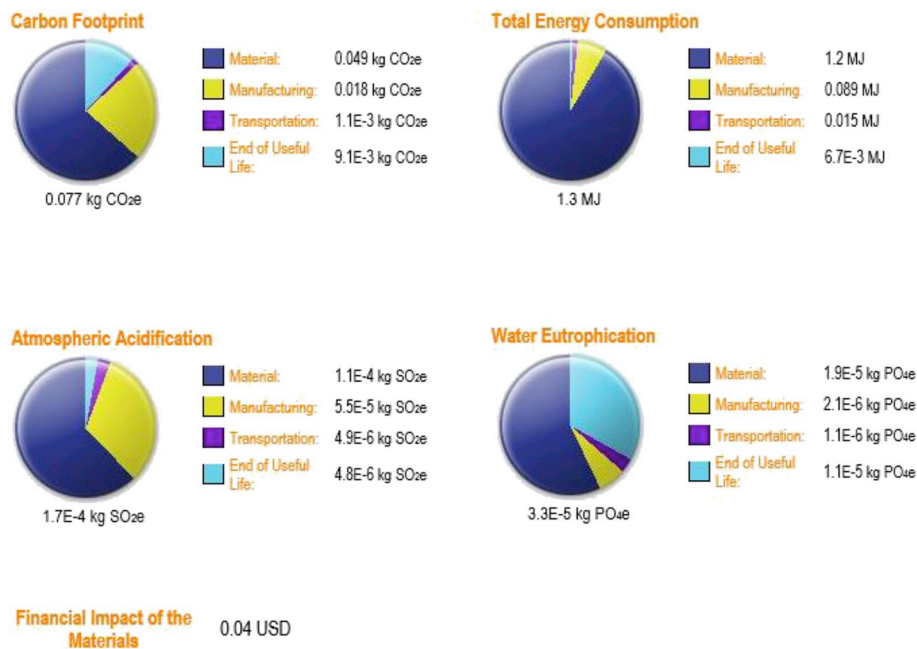 Carbon Footprint
Material: 0.049 kg CO2e
Manufacturing: 0.018 kg CO2e
Transportation: 1.1E-3 kg CO2e
End of Useful
Life: 9.1E-3 kg CO2e
0.077 kg CO2e
Total Energy Consumption
Material: 1.2 MJ
Manufacturing: 0.089 MJ
Transportation: 0.015 MJ
End of Useful
Life: 6.7E-3 MJ
1.3 MJ
Atmospheric Acidification
Material: 1.1E-4 kg SO2e
Manufacturing: 5.5E-5 kg SO2e
Transportation: 4.9E-6 kg SO2e
End of Useful
Life: 4.8E-6 kg SO2e
1.7E-4 kg SO2e
Water Eutrophication
Material: 1.9E-5 kg PO4e
Manufacturing: 2.1E-6 kg PO4e
Transportation: 1.1E-6 kg PO4e
End of Useful
Life: 1.1E-5 kg PO4e
3.3E-5 kg PO4e
Financial Impact of the
Materials 0.04 USD